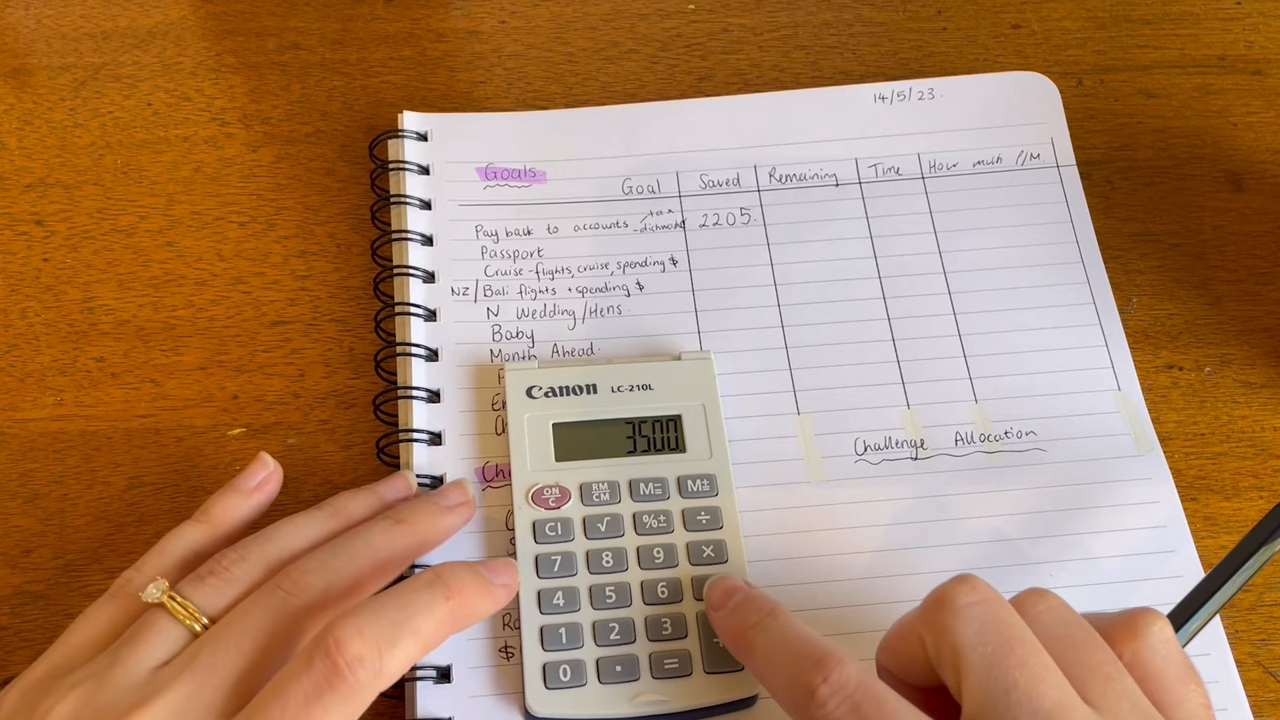 14/5/23.
Goals
Goal Saved Remaining Time How much P/M.
Pay back to accounts - tax - dichmont 2205.
Passport
Cruise - flights, cruise, spending $
NZ / Bali flights + spending $
N Wedding / Hens.
Baby
Month Ahead.
Canon LC-210L
3500.
Challenge Allocation
ON/C RM/CM M= M±
CI √ %± ÷
7 8 9 ×
4 5 6
1 2 3
0 . =
$